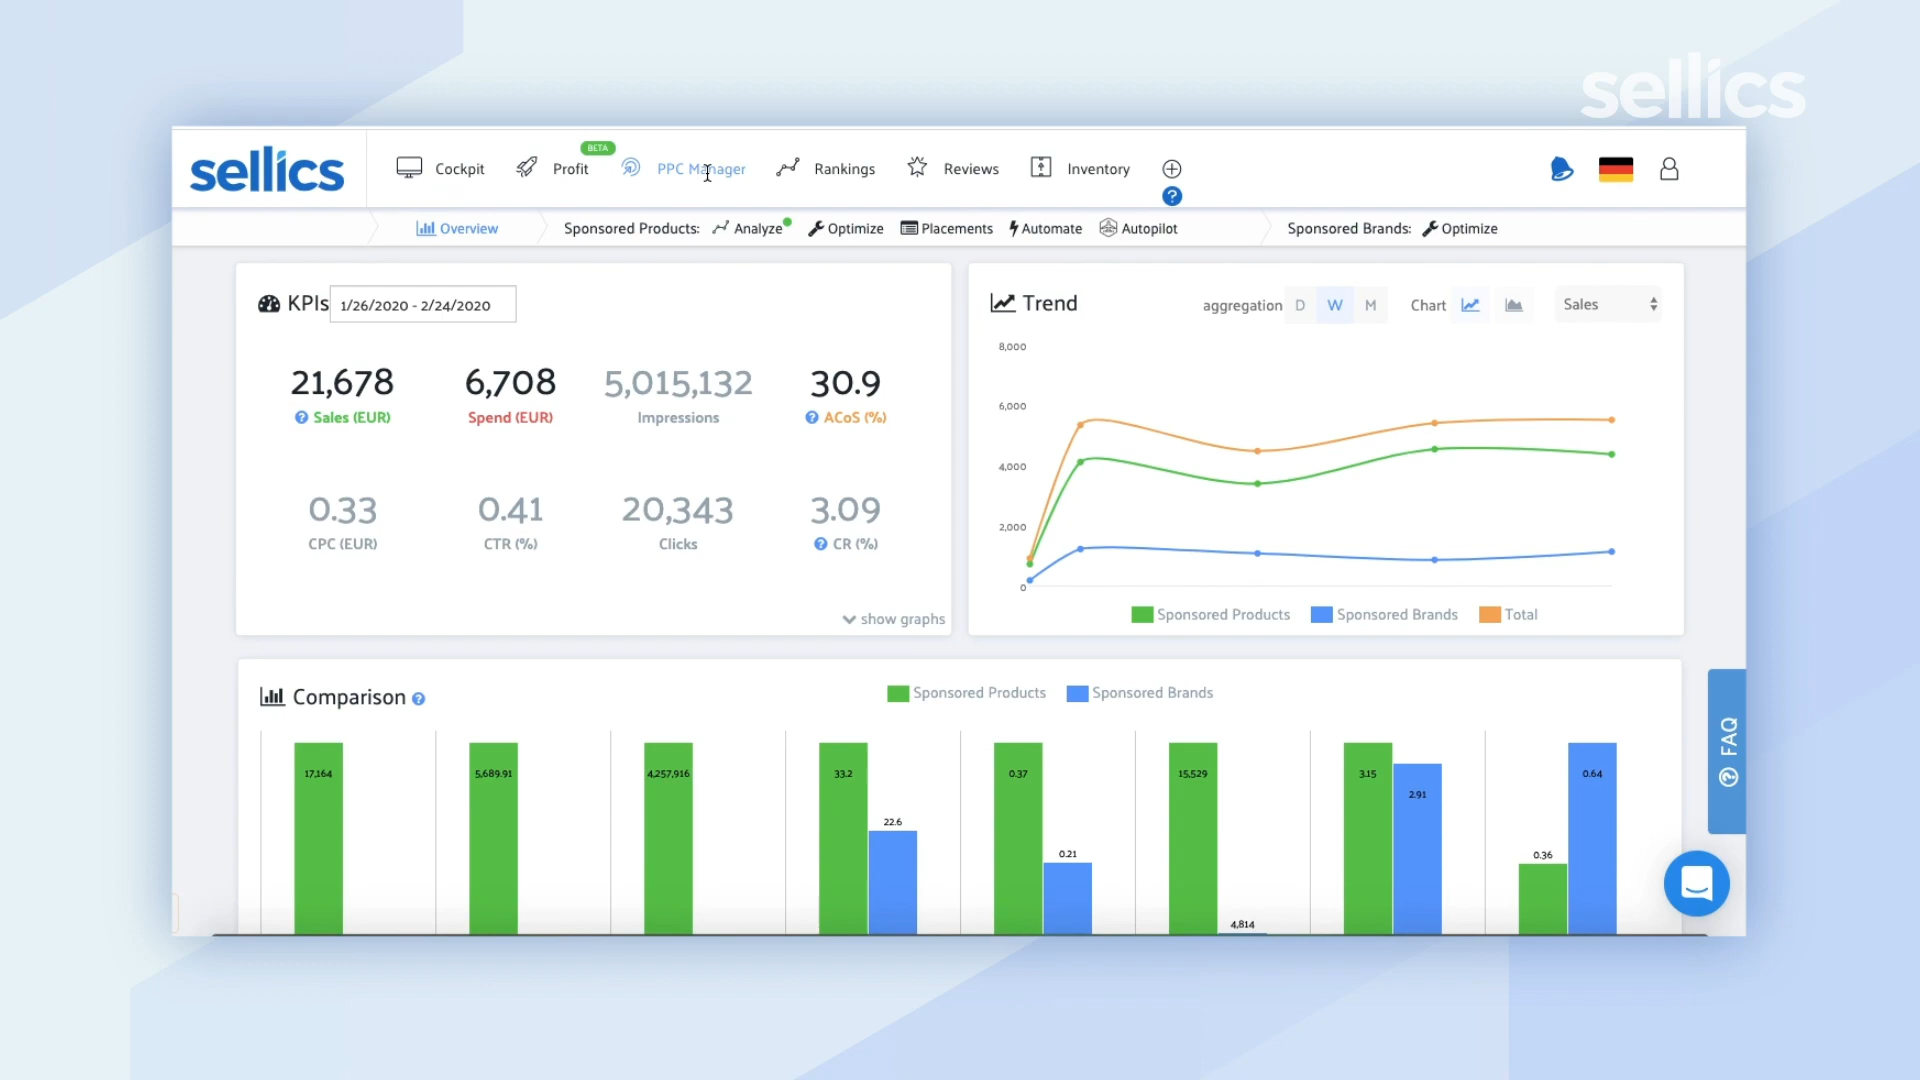 sellics
sellics
Cockpit
Profit
BETA
PPC Manager
Rankings
Reviews
Inventory
?
Overview
Sponsored Products:
Analyze
Optimize
Placements
Automate
Autopilot
Sponsored Brands:
Optimize
KPIs
1/26/2020 - 2/24/2020
21,678
? Sales (EUR)
6,708
Spend (EUR)
5,015,132
Impressions
30.9
? ACoS (%)
0.33
CPC (EUR)
0.41
CTR (%)
20,343
Clicks
3.09
? CR (%)
show graphs
Trend
aggregation D W M
Chart
Sales
8,000
6,000
4,000
2,000
0
Sponsored Products
Sponsored Brands
Total
Comparison ?
Sponsored Products
Sponsored Brands
17,164
5,689.91
4,257,916
33.2
22.6
0.37
0.21
15,529
4,814
3.15
2.91
0.36
0.64
? FAQ